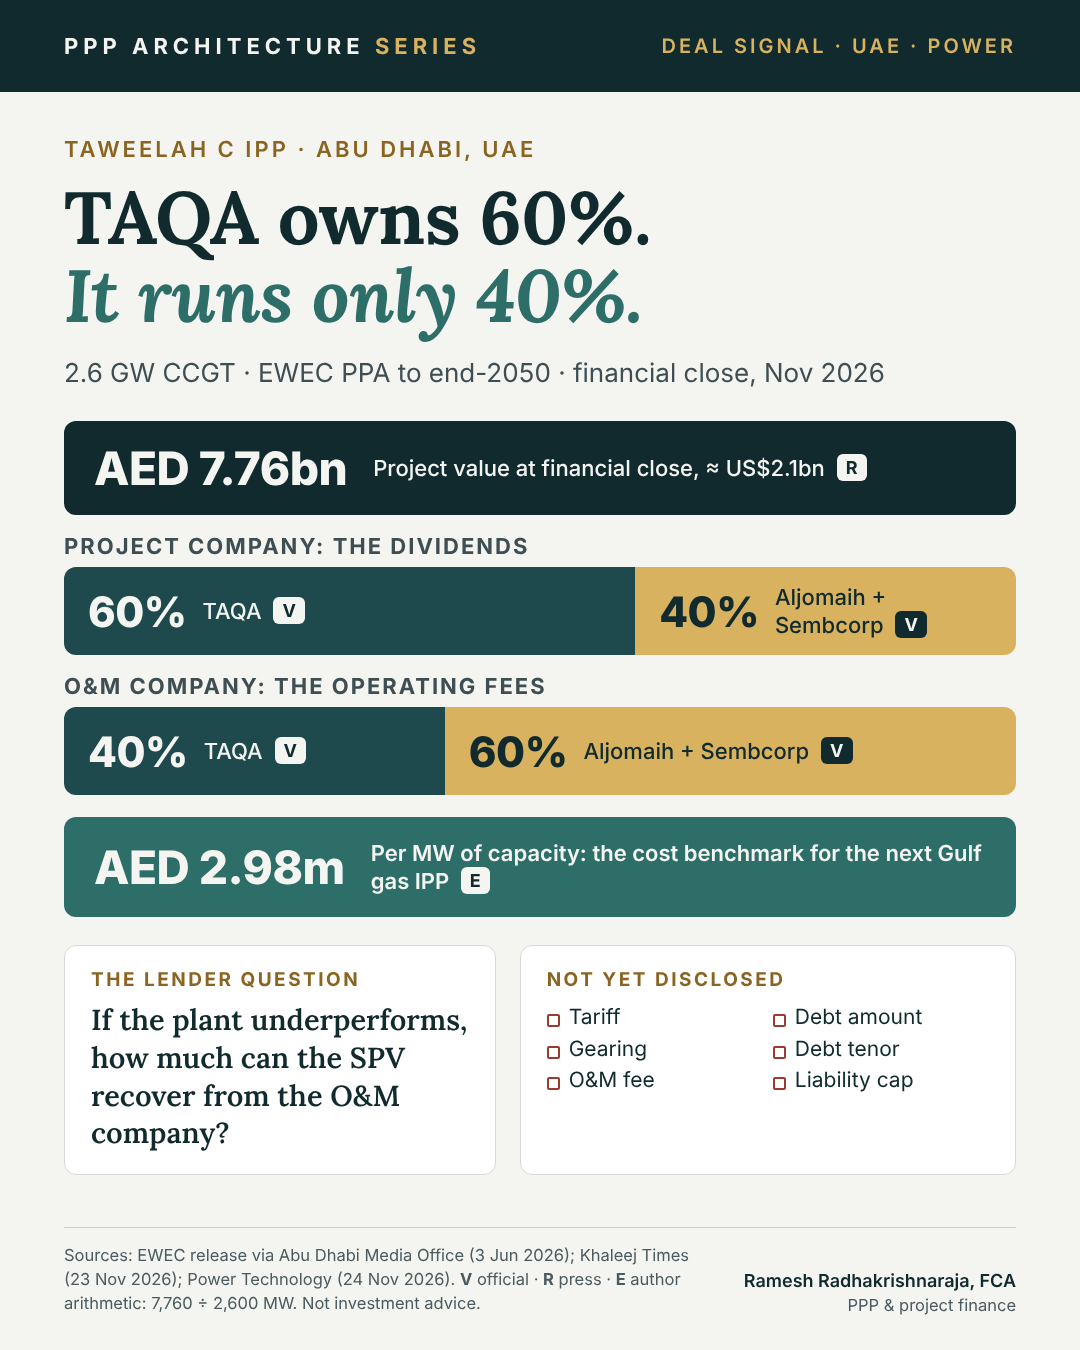 PPP ARCHITECTURE SERIES
DEAL SIGNAL · UAE · POWER
TAWEELAH C IPP · ABU DHABI, UAE
TAQA owns 60%.
It runs only 40%.
2.6 GW CCGT · EWEC PPA to end-2050 · financial close, Nov 2026
AED 7.76bn Project value at financial close, ≈ US$2.1bn R
PROJECT COMPANY: THE DIVIDENDS
60% TAQA V
40% Aljomaih +
Sembcorp V
O&M COMPANY: THE OPERATING FEES
40% TAQA V
60% Aljomaih + Sembcorp V
AED 2.98m Per MW of capacity: the cost benchmark for the next Gulf
gas IPP E
THE LENDER QUESTION
If the plant underperforms,
how much can the SPV
recover from the O&M
company?
NOT YET DISCLOSED
Tariff
Gearing
O&M fee
Debt amount
Debt tenor
Liability cap
Sources: EWEC release via Abu Dhabi Media Office (3 Jun 2026); Khaleej Times
(23 Nov 2026); Power Technology (24 Nov 2026). V official · R press · E author
arithmetic: 7,760 ÷ 2,600 MW. Not investment advice.
Ramesh Radhakrishnaraja, FCA
PPP & project finance